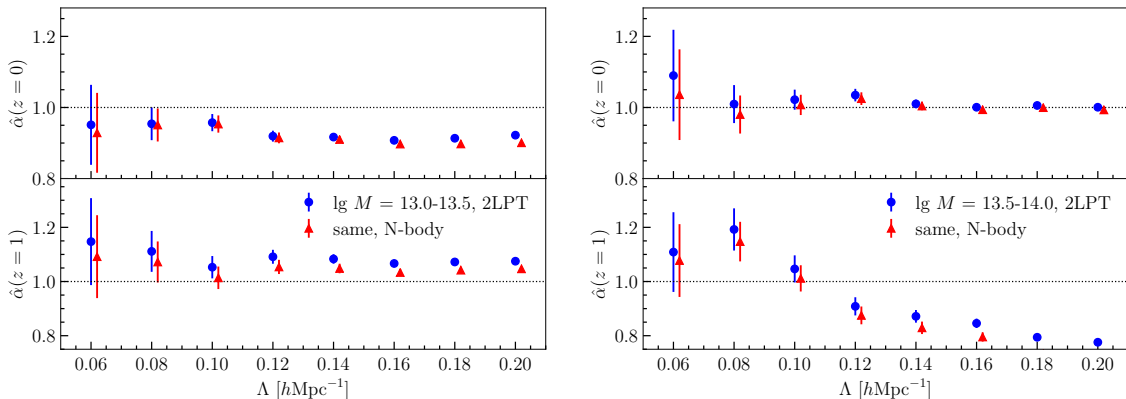 1.2
1.0
0.8
α̂(z = 0)
1.2
1.0
0.8
α̂(z = 1)
lg M = 13.0-13.5, 2LPT
same, N-body
0.06 0.08 0.10 0.12 0.14 0.16 0.18 0.20
Λ [hMpc⁻¹]
1.2
1.0
0.8
α̂(z = 0)
1.2
1.0
0.8
α̂(z = 1)
lg M = 13.5-14.0, 2LPT
same, N-body
0.06 0.08 0.10 0.12 0.14 0.16 0.18 0.20
Λ [hMpc⁻¹]